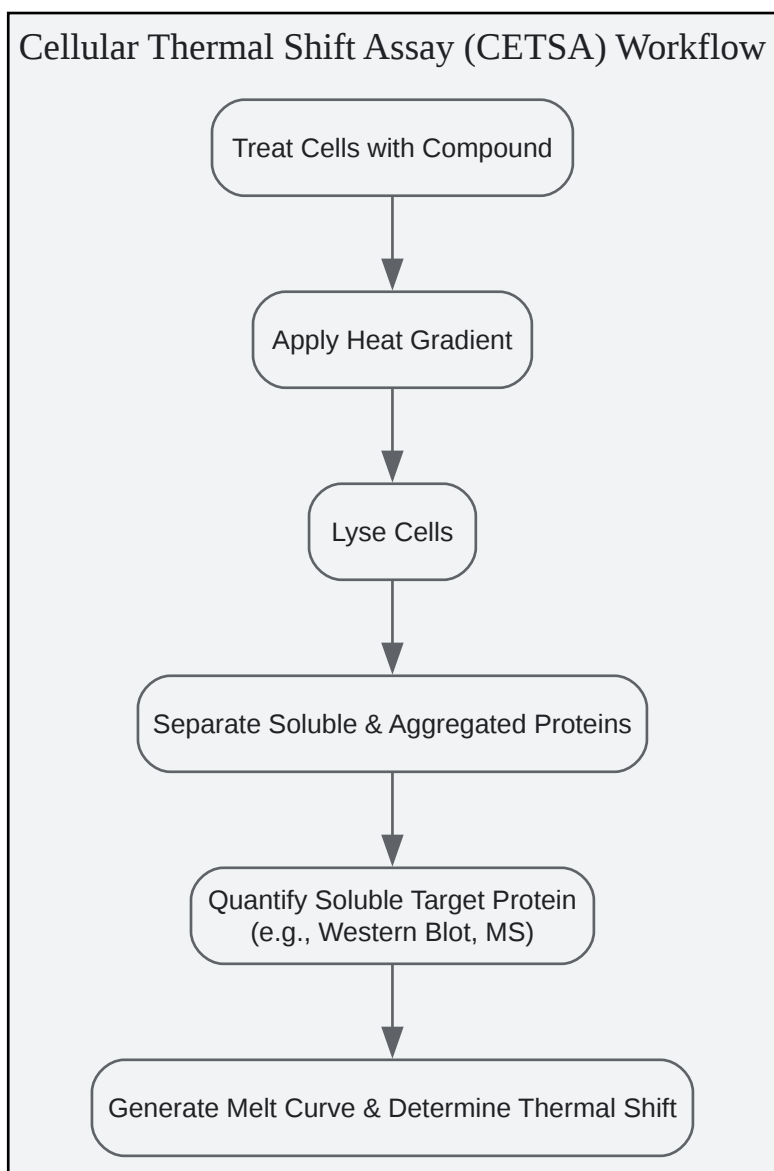 Cellular Thermal Shift Assay (CETSA) Workflow
Treat Cells with Compound
Apply Heat Gradient
Lyse Cells
Separate Soluble & Aggregated Proteins
Quantify Soluble Target Protein
(e.g., Western Blot, MS)
Generate Melt Curve & Determine Thermal Shift